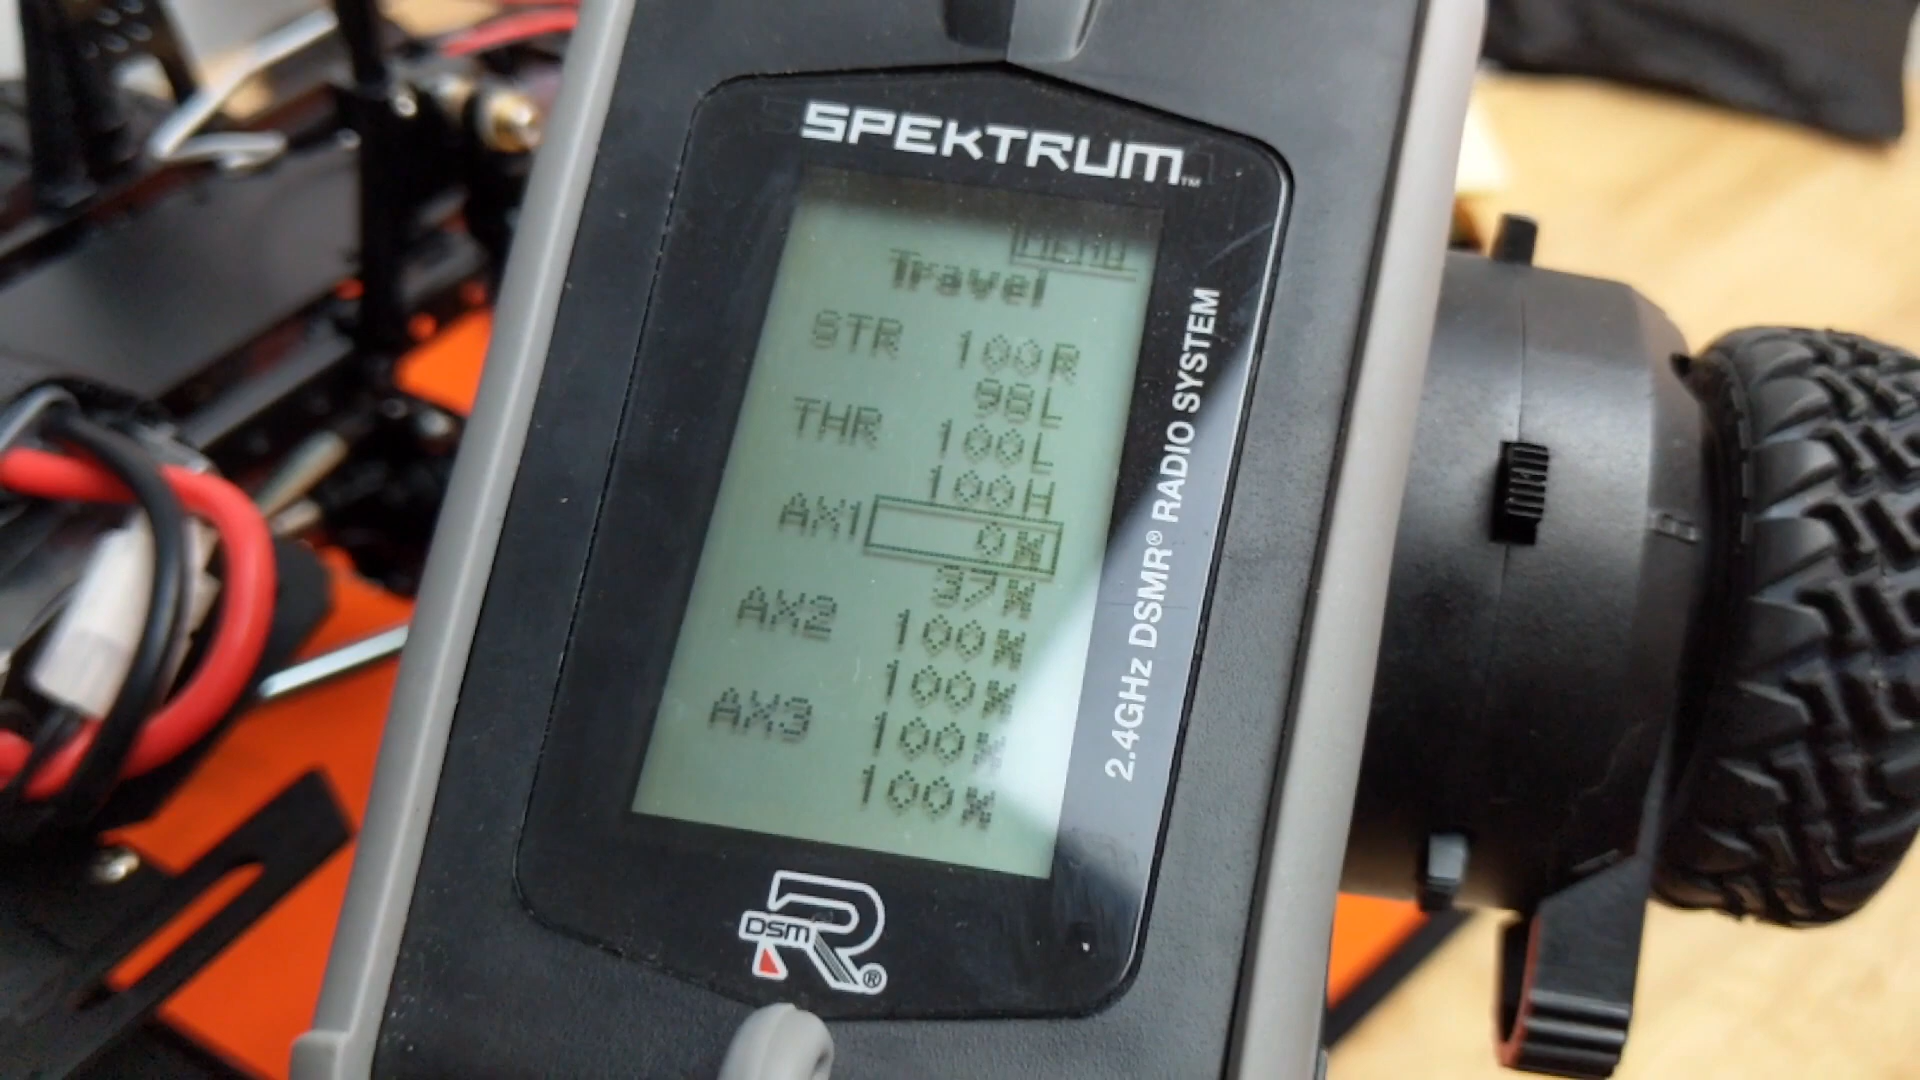 SPEKTRUM™
MENU
Travel
STR 100R
98L
THR 100L
100H
AX1 0%
37%
AX2 100%
100%
AX3 100%
100%
2.4GHz DSMR® RADIO SYSTEM
DSM R®